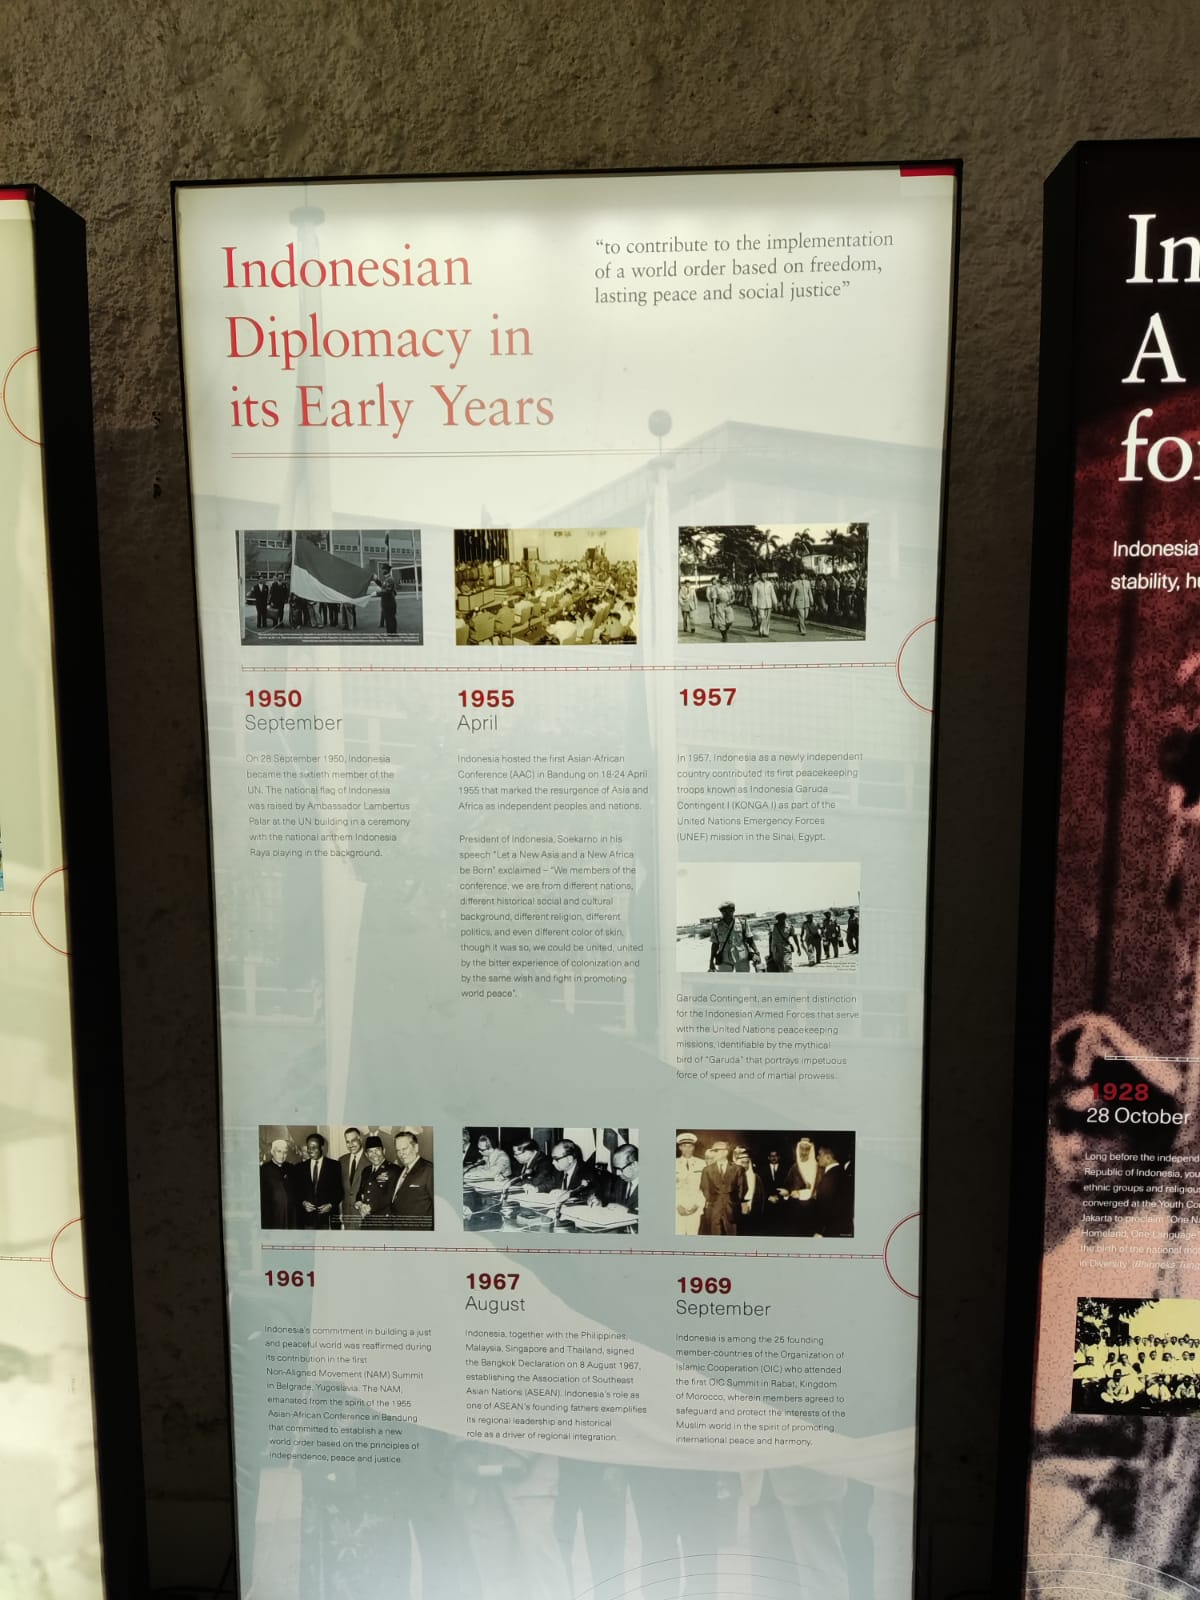 Indonesian
Diplomacy in
its Early Years
“to contribute to the implementation
of a world order based on freedom,
lasting peace and social justice”
1950
September
On 28 September 1950, Indonesia
became the sixtieth member of the
UN. The national flag of Indonesia
was raised by Ambassador Lambertus
Palar at the UN building in a ceremony
with the national anthem Indonesia
Raya playing in the background.
1955
April
Indonesia hosted the first Asian-African
Conference (AAC) in Bandung on 18-24 April
1955 that marked the resurgence of Asia and
Africa as independent peoples and nations.
President of Indonesia, Soekarno in his
speech "Let a New Asia and a New Africa
be Born" exclaimed – "We members of the
conference, we are from different nations,
different historical social and cultural
background, different religion, different
politics, and even different color of skin,
though it was so, we could be united, united
by the bitter experience of colonization and
by the same wish and fight in promoting
world peace".
1957
In 1957, Indonesia as a newly independent
country contributed its first peacekeeping
troops known as Indonesia Garuda
Contingent I (KONGA I) as part of the
United Nations Emergency Forces
(UNEF) mission in the Sinai, Egypt.
Garuda Contingent, an eminent distinction
for the Indonesian Armed Forces that serve
with the United Nations peacekeeping
missions, identifiable by the mythical
bird of "Garuda" that portrays impetuous
force of speed and of martial prowess.
1961
Indonesia's commitment in building a just
and peaceful world was reaffirmed during
its contribution in the first
Non-Aligned Movement (NAM) Summit
in Belgrade, Yugoslavia. The NAM,
emanated from the spirit of the 1955
Asian-African Conference in Bandung
that committed to establish a new
world order based on the principles of
independence, peace and justice.
1967
August
Indonesia, together with the Philippines,
Malaysia, Singapore and Thailand, signed
the Bangkok Declaration on 8 August 1967,
establishing the Association of Southeast
Asian Nations (ASEAN). Indonesia's role as
one of ASEAN's founding fathers exemplifies
its regional leadership and historical
role as a driver of regional integration.
1969
September
Indonesia is among the 25 founding
member-countries of the Organization of
Islamic Cooperation (OIC) who attended
the first OIC Summit in Rabat, Kingdom
of Morocco, wherein members agreed to
safeguard and protect the interests of the
Muslim world in the spirit of promoting
international peace and harmony.
In
A
for
Indonesia'
stability, hu
1928
28 October
Long before the independ
Republic of Indonesia, you
ethnic groups and religiou
converged at the Youth Co
Jakarta to proclaim "One N
Homeland, One Language"
the birth of the national mot
in Diversity' (Bhinneka Tung